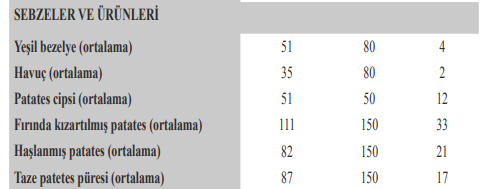 SEBZELER VE ÜRÜNLERİ
Yeşil bezelye (ortalama) 51 80 4
Havuç (ortalama) 35 80 2
Patates cipsi (ortalama) 51 50 12
Fırında kızartılmış patates (ortalama) 111 150 33
Haşlanmış patates (ortalama) 82 150 21
Taze patetes püresi (ortalama) 87 150 17